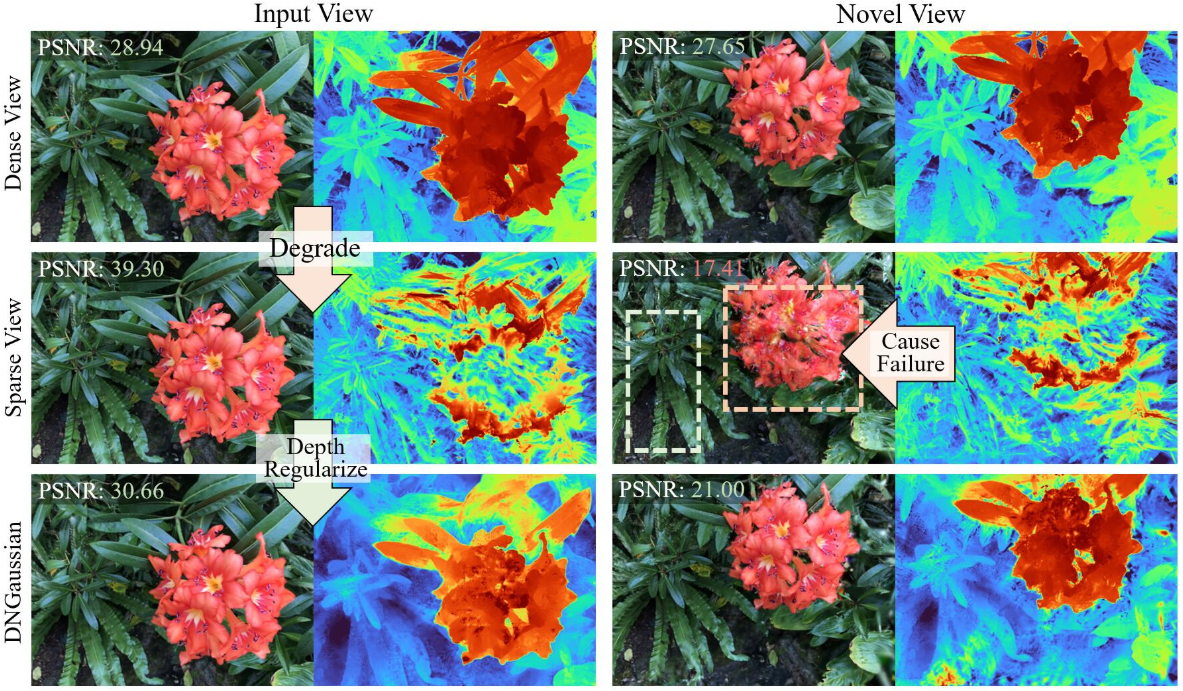 Input View
Novel View
Dense View
PSNR: 28.94
PSNR: 27.65
Degrade
Sparse View
PSNR: 39.30
PSNR: 17.41
Cause
Failure
Depth
Regularize
DNGaussian
PSNR: 30.66
PSNR: 21.00